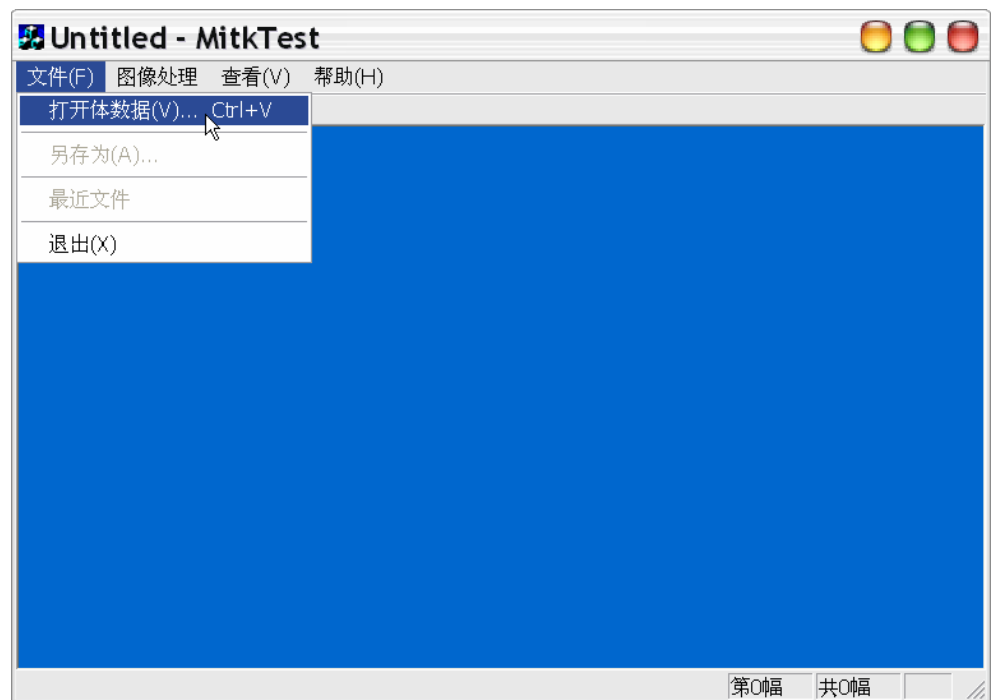 Untitled - MitkTest
文件(F) 图像处理 查看(V) 帮助(H)
打开体数据(V)... Ctrl+V
另存为(A)...
最近文件
退出(X)
第0幅 共0幅